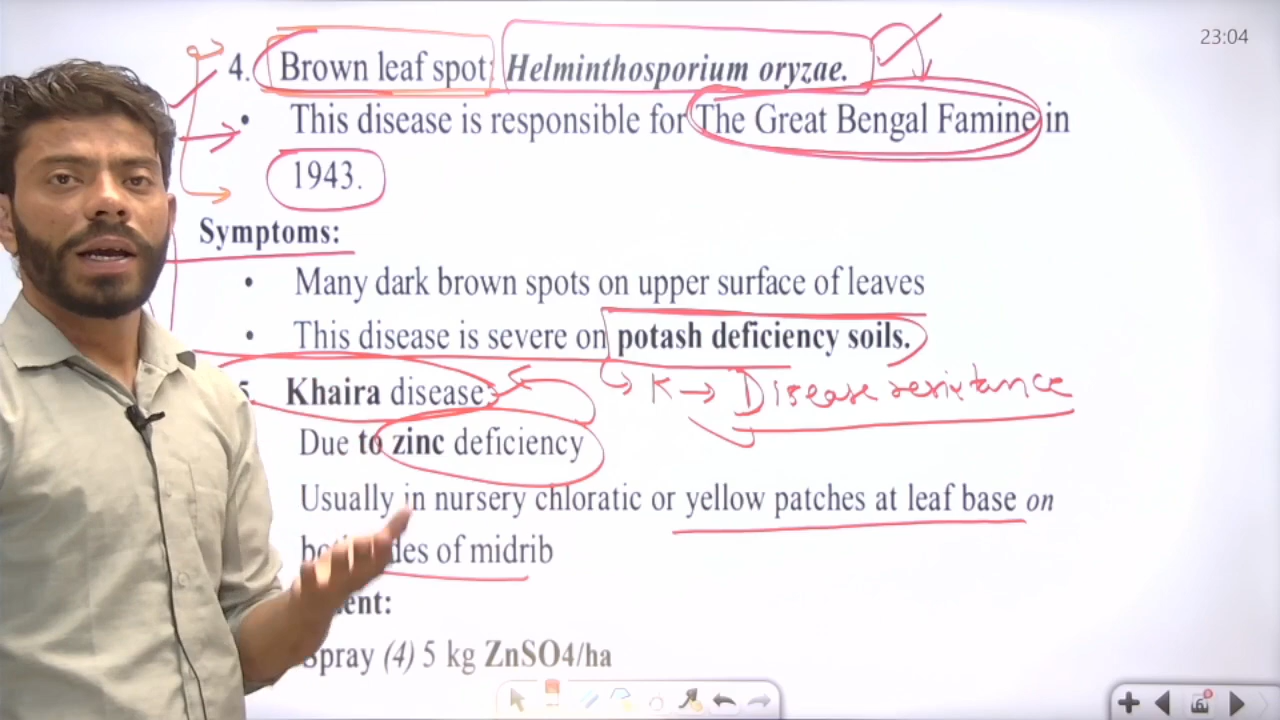 23:04
4. Brown leaf spot: Helminthosporium oryzae.
• This disease is responsible for The Great Bengal Famine in
1943.
Symptoms:
• Many dark brown spots on upper surface of leaves
• This disease is severe on potash deficiency soils.
K → Disease resistance
5. Khaira disease:
Due to zinc deficiency
Usually in nursery chloratic or yellow patches at leaf base on
of midrib
Spray (4) 5 kg ZnSO4/ha